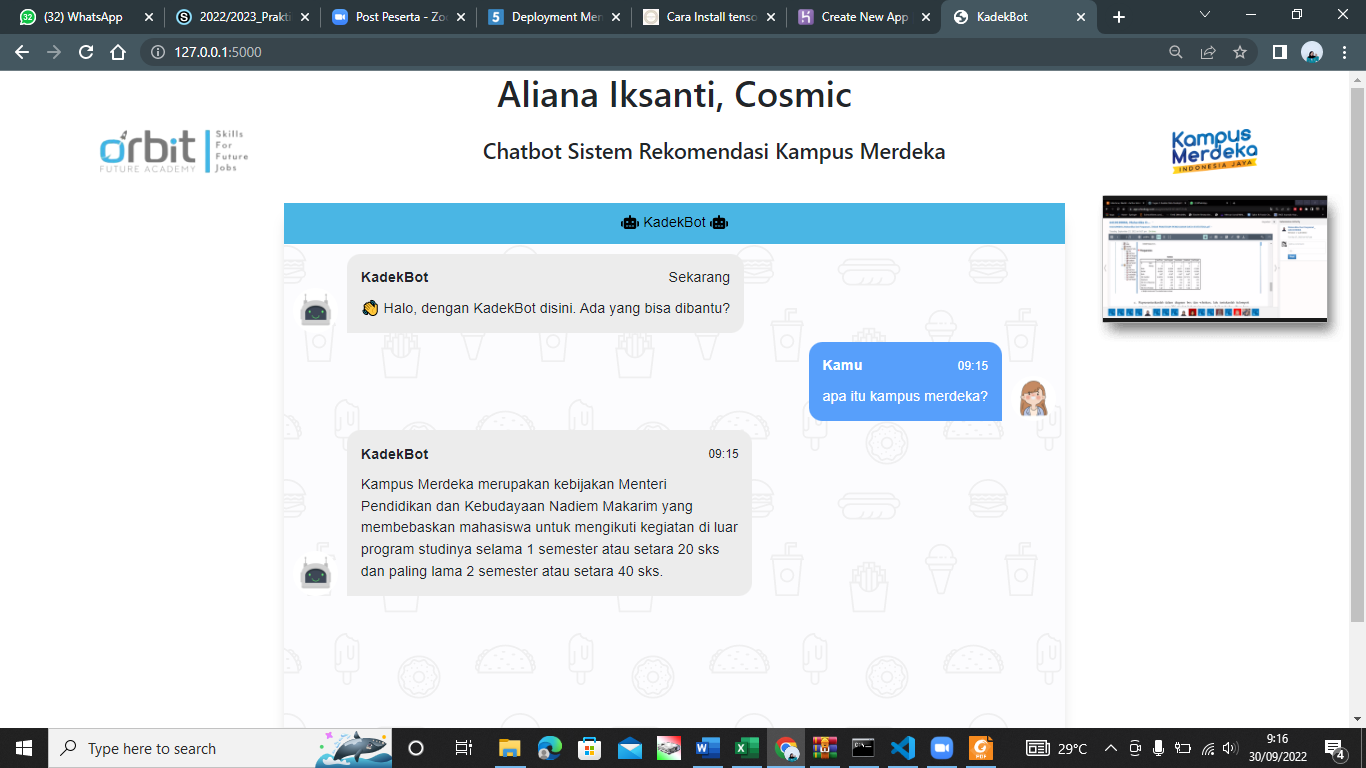 (32) WhatsApp
2022/2023_Prakti
Post Peserta - Zoo
Deployment Men
Cara Install tenso
Create New App
KadekBot
127.0.0.1:5000
Aliana Iksanti, Cosmic
orbit
FUTURE ACADEMY
Skills
For
Future
Jobs
Chatbot Sistem Rekomendasi Kampus Merdeka
Kampus
Merdeka
INDONESIA JAYA
KadekBot
KadekBot Sekarang
👏 Halo, dengan KadekBot disini. Ada yang bisa dibantu?
Kamu 09:15
apa itu kampus merdeka?
KadekBot 09:15
Kampus Merdeka merupakan kebijakan Menteri
Pendidikan dan Kebudayaan Nadiem Makarim yang
membebaskan mahasiswa untuk mengikuti kegiatan di luar
program studinya selama 1 semester atau setara 20 sks
dan paling lama 2 semester atau setara 40 sks.
Type here to search
29°C
9:16
30/09/2022
4